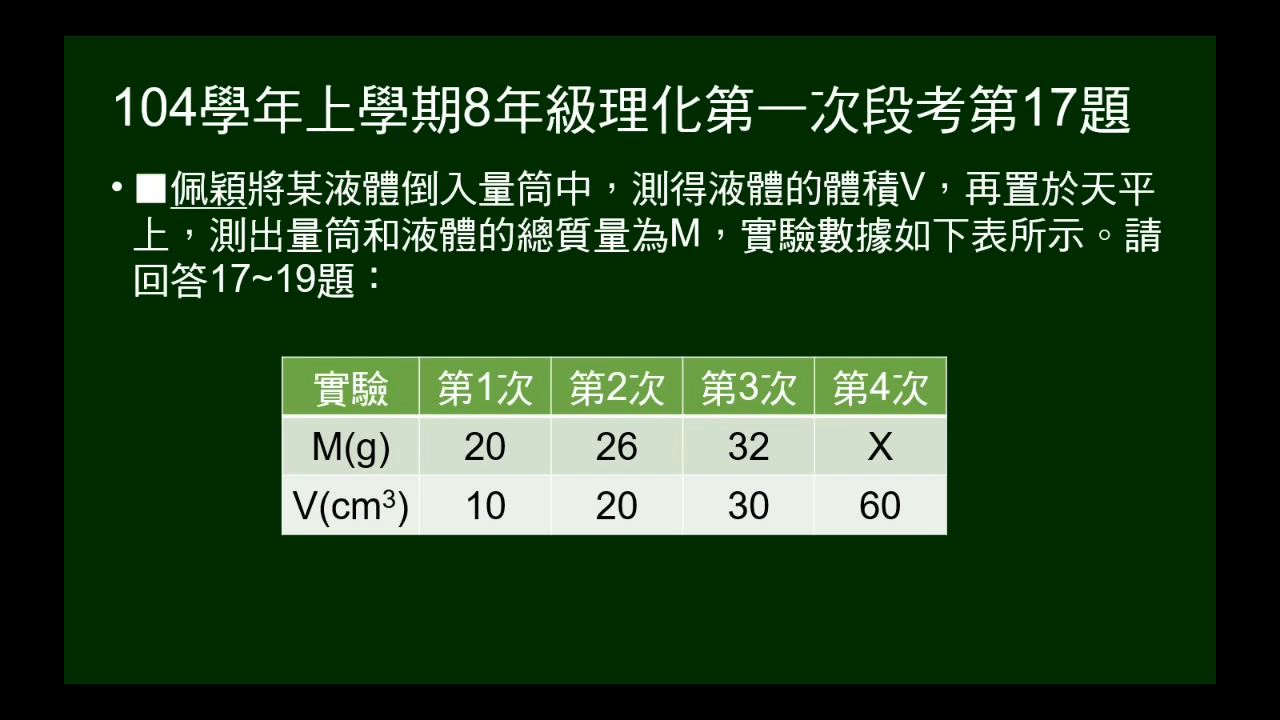 104學年上學期8年級理化第一次段考第17題
• ■佩穎將某液體倒入量筒中，測得液體的體積V，再置於天平
上，測出量筒和液體的總質量為M，實驗數據如下表所示。請
回答17~19題：
實驗 第1次 第2次 第3次 第4次
M(g) 20 26 32 X
V(cm³) 10 20 30 60